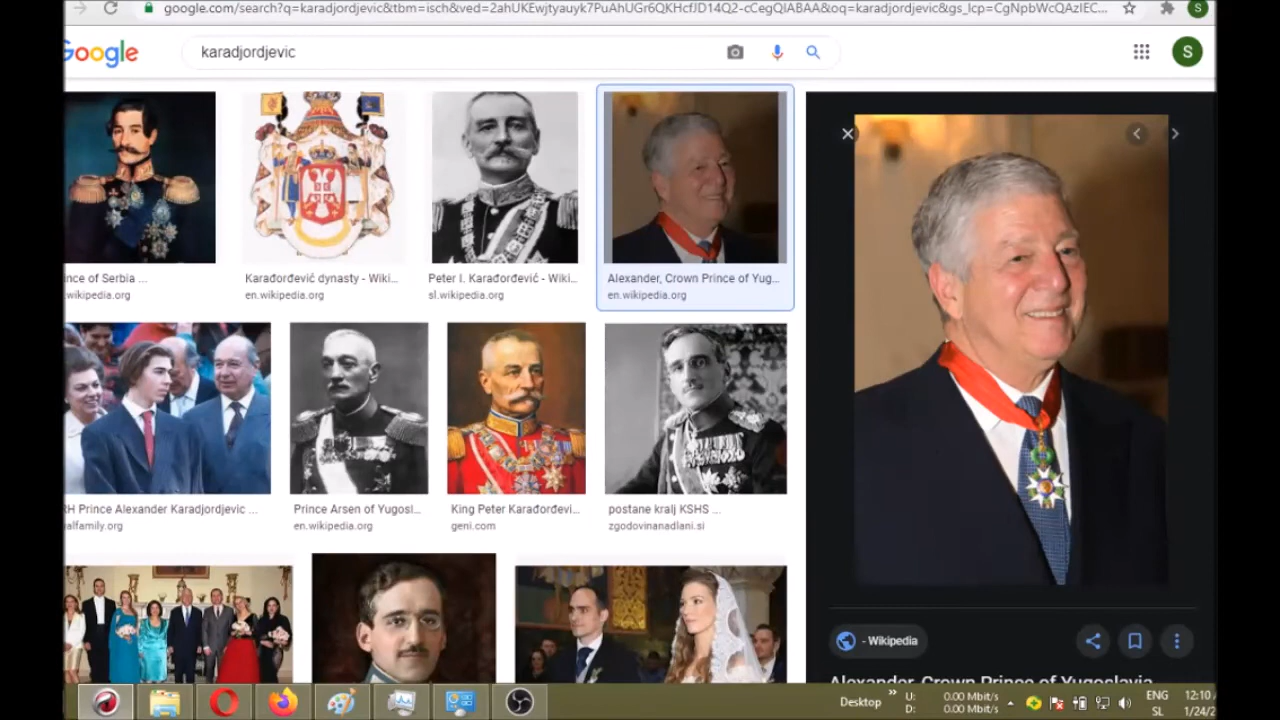 google.com/search?q=karadjordjevic&tbm=isch&ved=2ahUKEwjtyauyk7PuAhUGr6QKHcfJD14Q2-cCegQIABAA&oq=karadjordjevic&gs_lcp=CgNpbWcQAzIEC...
S
Google
karadjordjevic
S
nce of Serbia ...
.wikipedia.org
Karađorđević dynasty - Wiki...
en.wikipedia.org
Peter I. Karađorđević - Wiki...
sl.wikipedia.org
Alexander, Crown Prince of Yug...
en.wikipedia.org
RH Prince Alexander Karadjordjevic ...
yalfamily.org
Prince Arsen of Yugosl...
en.wikipedia.org
King Peter Karađorđevi...
geni.com
postane kralj KSHS ...
zgodovinanadlani.si
- Wikipedia
Alexander, Crown Prince of Yugoslavia
Desktop
»
U: 0.00 Mbit/s
D: 0.00 Mbit/s
ENG
SL
12:10
1/24/2